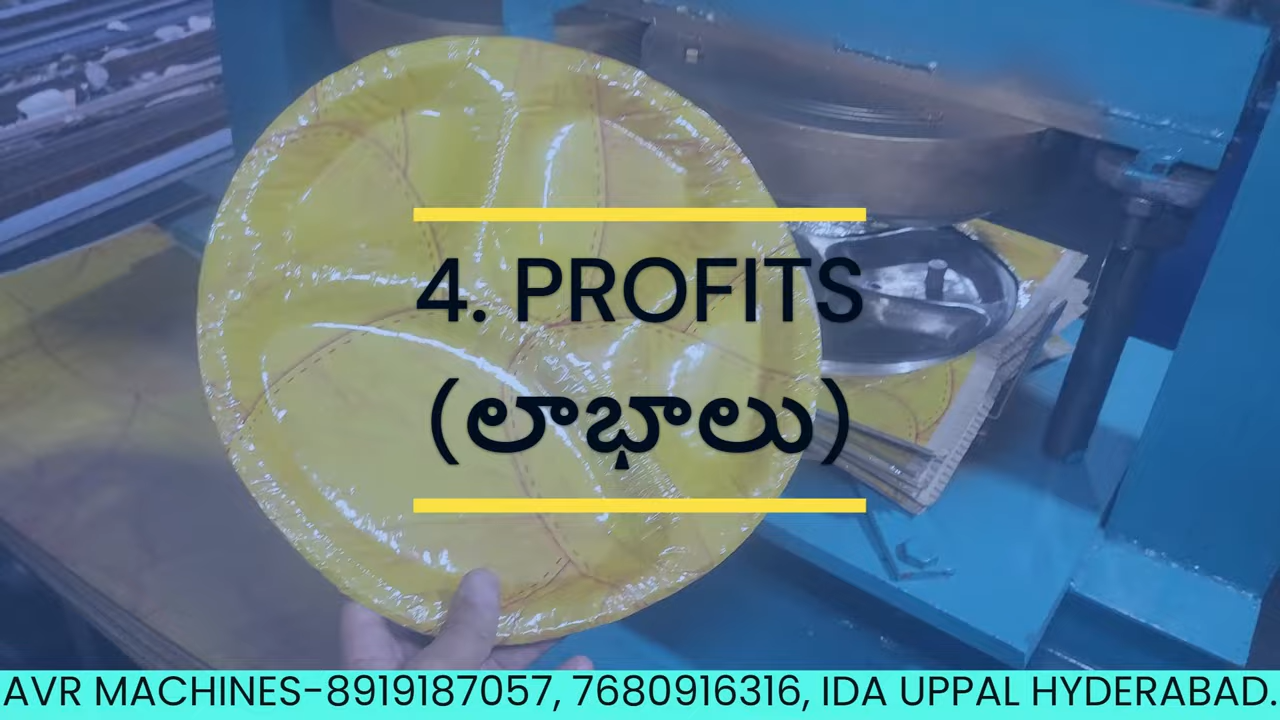 4. PROFITS
(లాభాలు)
AVR MACHINES-8919187057, 7680916316, IDA UPPAL HYDERABAD.